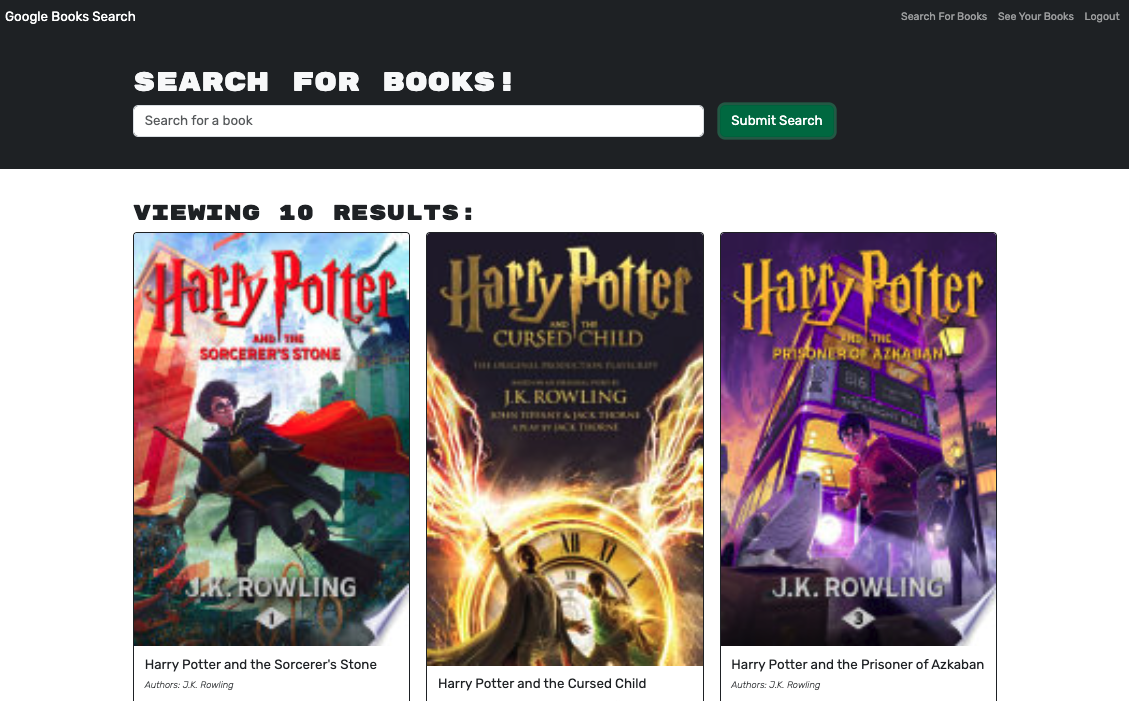 Google Books Search
Search For Books
See Your Books
Logout
SEARCH FOR BOOKS!
Search for a book
Submit Search
VIEWING 10 RESULTS:
Harry Potter
AND THE
SORCERER'S STONE
J.K. ROWLING
1
Harry Potter and the Sorcerer's Stone
Authors: J.K. Rowling
Harry Potter
AND THE
CURSED CHILD
THE ORIGINAL PRODUCTION PLAYSCRIPT
BASED ON AN ORIGINAL STORY BY
J.K. ROWLING
JOHN TIFFANY & JACK THORNE
A PLAY BY JACK THORNE
XII
Harry Potter and the Cursed Child
Harry Potter
AND THE
PRISONER OF AZKABAN
THE KNIGHT BUS
J.K. ROWLING
3
Harry Potter and the Prisoner of Azkaban
Authors: J.K. Rowling